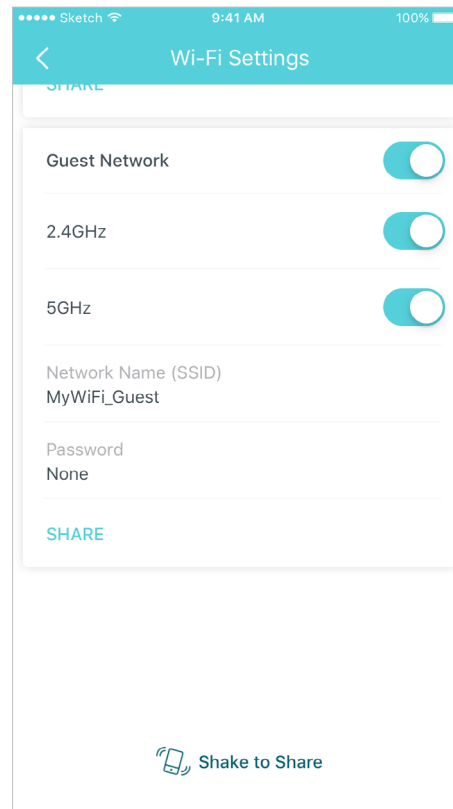 Sketch 9:41 AM 100%
Wi-Fi Settings
SHARE
Guest Network
2.4GHz
5GHz
Network Name (SSID)
MyWiFi_Guest
Password
None
SHARE
Shake to Share